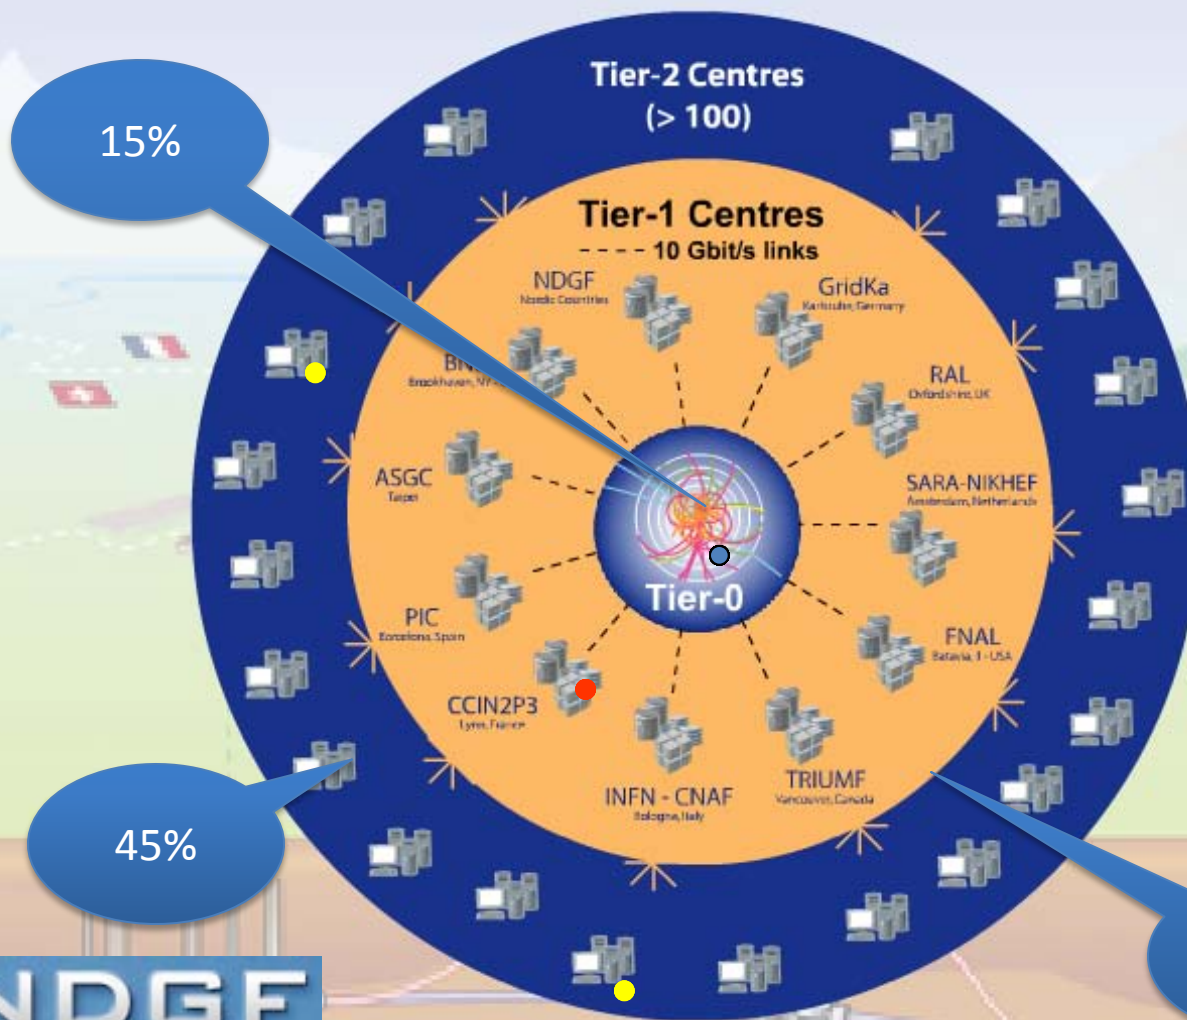 Tier-2 Centres
(> 100)
15%
Tier-1 Centres
---- 10 Gbit/s links
NDGF
Nordic Countries
GridKa
Karlsruhe, Germany
Brookhaven, NY
RAL
Oxfordshire, UK
ASGC
Taipei
SARA-NIKHEF
Amsterdam, Netherlands
Tier-0
PIC
Barcelona, Spain
FNAL
Batavia, Il - USA
CCIN2P3
Lyon, France
TRIUMF
Vancouver, Canada
INFN - CNAF
Bologna, Italy
45%
NDGF